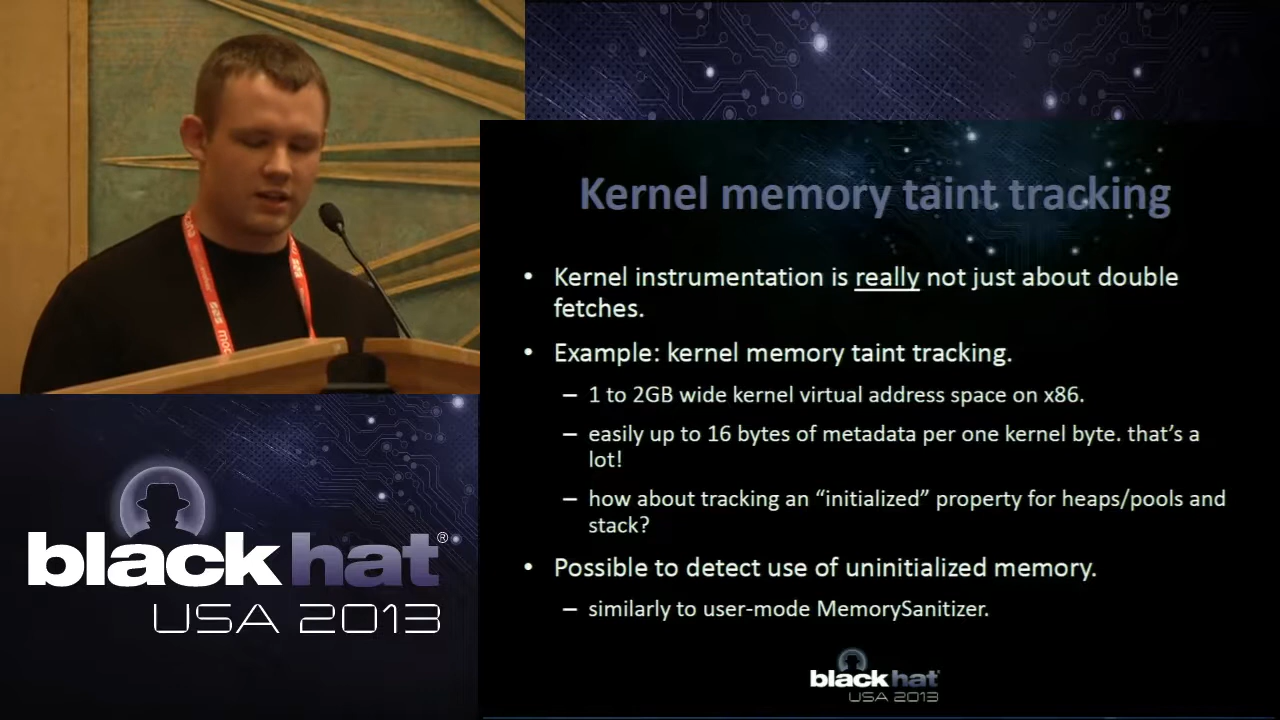 Kernel memory taint tracking
• Kernel instrumentation is really not just about double
fetches.
• Example: kernel memory taint tracking.
– 1 to 2GB wide kernel virtual address space on x86.
– easily up to 16 bytes of metadata per one kernel byte. that’s a
lot!
– how about tracking an “initialized” property for heaps/pools and
stack?
• Possible to detect use of uninitialized memory.
– similarly to user-mode MemorySanitizer.
black hat®
USA 2013
black hat
USA 2013